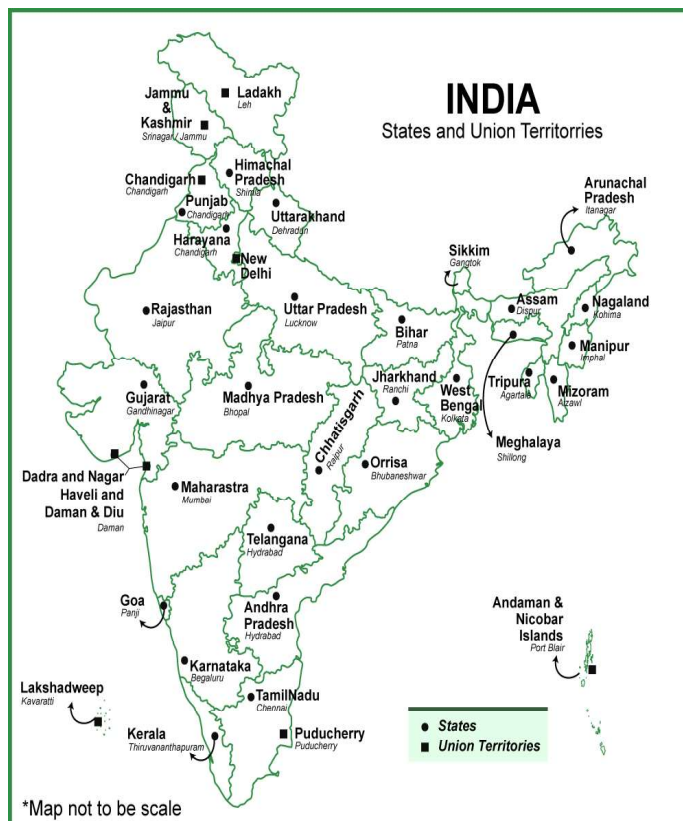 INDIA
States and Union Territorries
Ladakh
Leh
Jammu
&
Kashmir
Srinagar / Jammu
Himachal
Pradesh
Shimla
Chandigarh
Chandigarh
Punjab
Chandigarh
Uttarakhand
Dehradun
Harayana
Chandigarh
New
Delhi
Arunachal
Pradesh
Itanagar
Sikkim
Gangtok
Rajasthan
Jaipur
Uttar Pradesh
Lucknow
Bihar
Patna
Assam
Dispur
Nagaland
Kohima
Manipur
Imphal
Gujarat
Gandhinagar
Madhya Pradesh
Bhopal
Jharkhand
Ranchi
West
Bengal
Kolkata
Tripura
Agartala
Mizoram
Aizawl
Chhatisgarh
Raipur
Meghalaya
Shillong
Dadra and Nagar
Haveli and
Daman & Diu
Daman
Maharastra
Mumbai
Orrisa
Bhubaneshwar
Telangana
Hydrabad
Goa
Panji
Andhra
Pradesh
Hydrabad
Andaman &
Nicobar
Islands
Port Blair
Karnataka
Begaluru
Lakshadweep
Kavaratti
TamilNadu
Chennai
Kerala
Thiruvananthapuram
Puducherry
Puducherry
States
Union Territories
*Map not to be scale